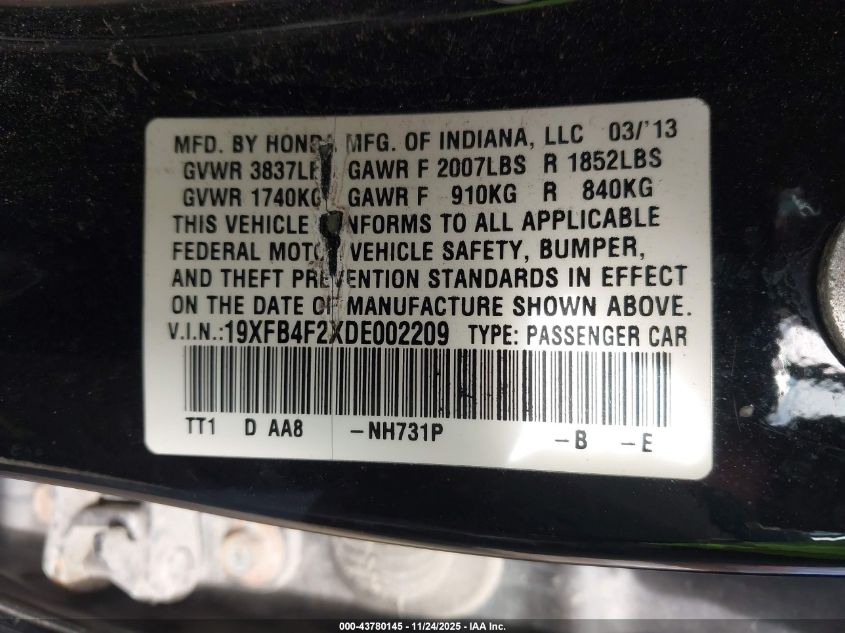 MFD. BY HONDA MFG. OF INDIANA, LLC 03/'13
GVWR 3837LB GAWR F 2007LBS R 1852LBS
GVWR 1740KG GAWR F 910KG R 840KG
THIS VEHICLE CONFORMS TO ALL APPLICABLE
FEDERAL MOTOR VEHICLE SAFETY, BUMPER,
AND THEFT PREVENTION STANDARDS IN EFFECT
ON THE DATE OF MANUFACTURE SHOWN ABOVE.
V.I.N.:19XFB4F2XDE002209 TYPE: PASSENGER CAR
TT1 D AA8 -NH731P -B -E
000-43780145 - 11/24/2025 - IAA Inc.